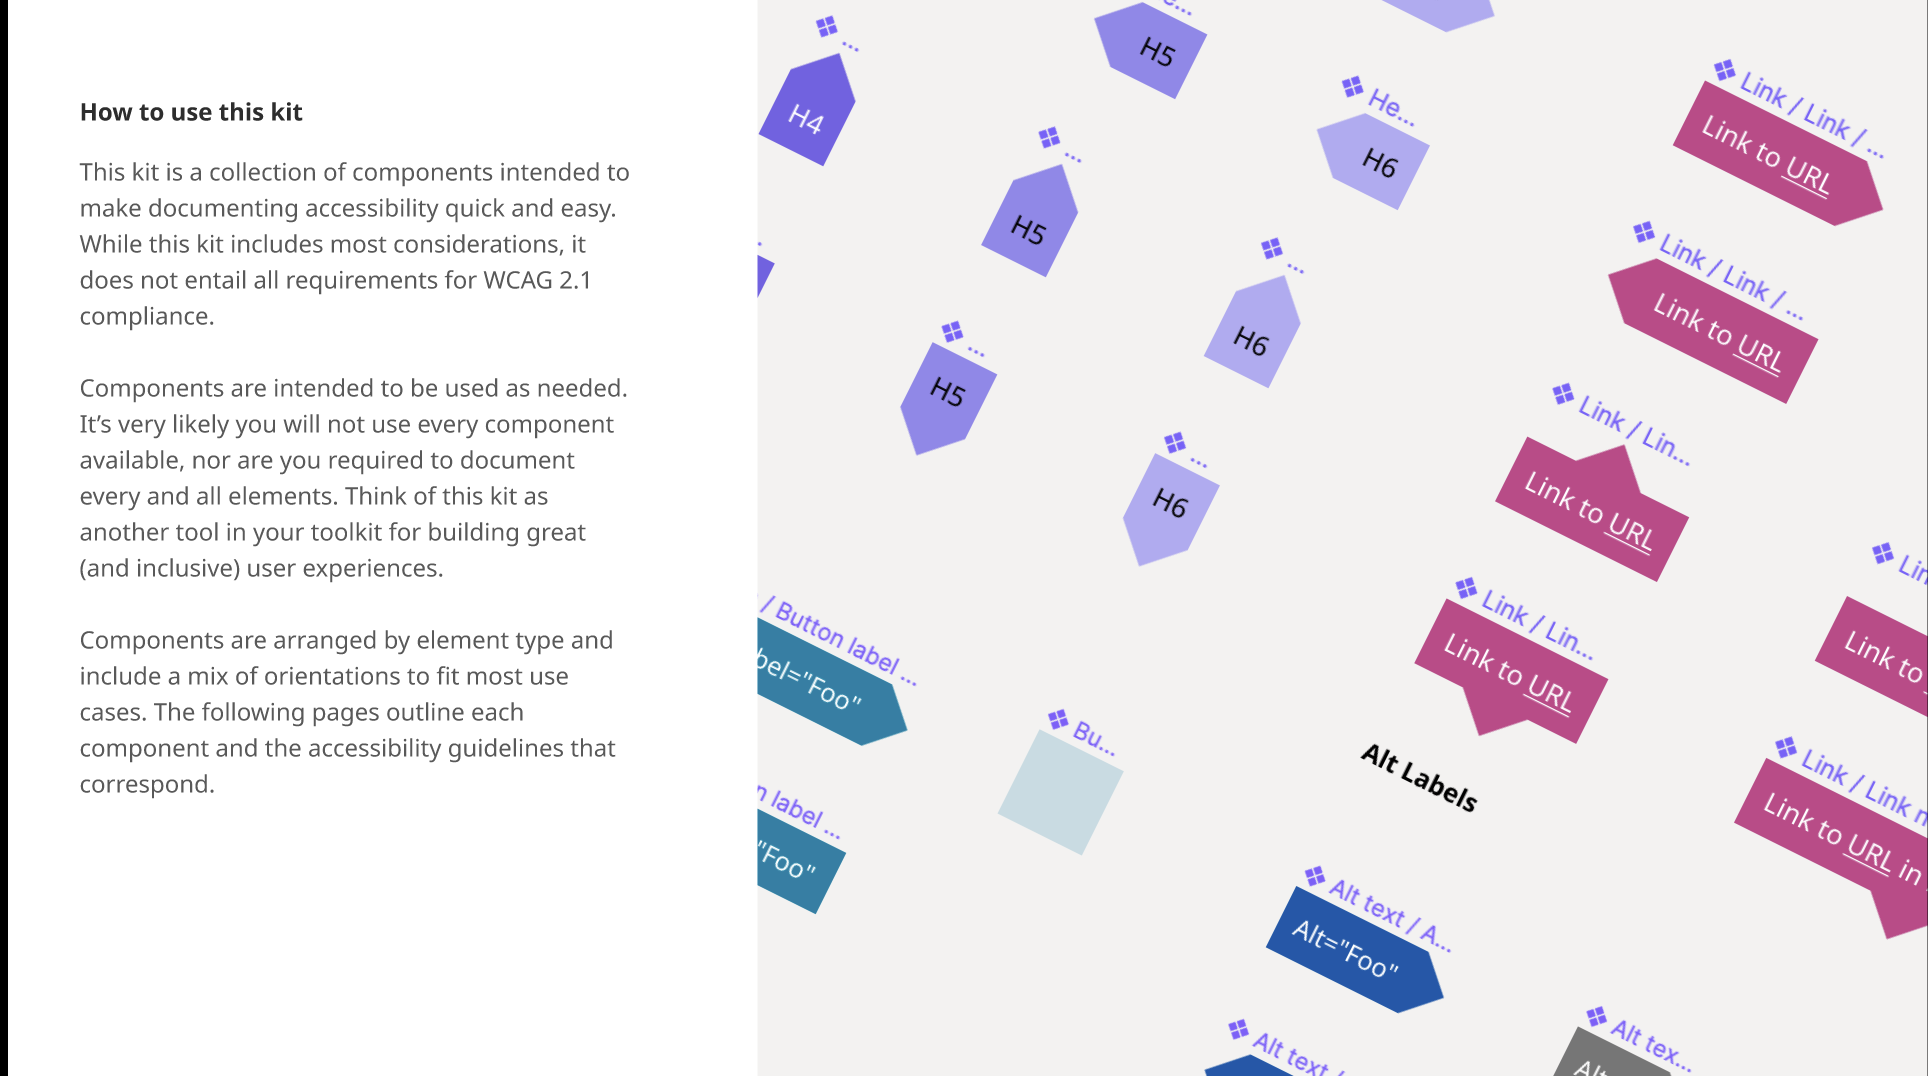 How to use this kit
This kit is a collection of components intended to
make documenting accessibility quick and easy.
While this kit includes most considerations, it
does not entail all requirements for WCAG 2.1
compliance.
Components are intended to be used as needed.
It’s very likely you will not use every component
available, nor are you required to document
every and all elements. Think of this kit as
another tool in your toolkit for building great
(and inclusive) user experiences.
Components are arranged by element type and
include a mix of orientations to fit most use
cases. The following pages outline each
component and the accessibility guidelines that
correspond.
...
H4
H5
...
H5
He...
H6
...
H6
...
H5
...
H6
/ Button label ...
="Foo"
label ...
"Foo"
Bu...
Link / Link / ...
Link to URL
Link / Link / ...
Link to URL
Link / Lin...
Link to URL
Link / Lin...
Link to URL
Link to
Link / Link
Link to URL in
Alt Labels
Alt text / A...
Alt="Foo"
Alt text /
Alt tex...